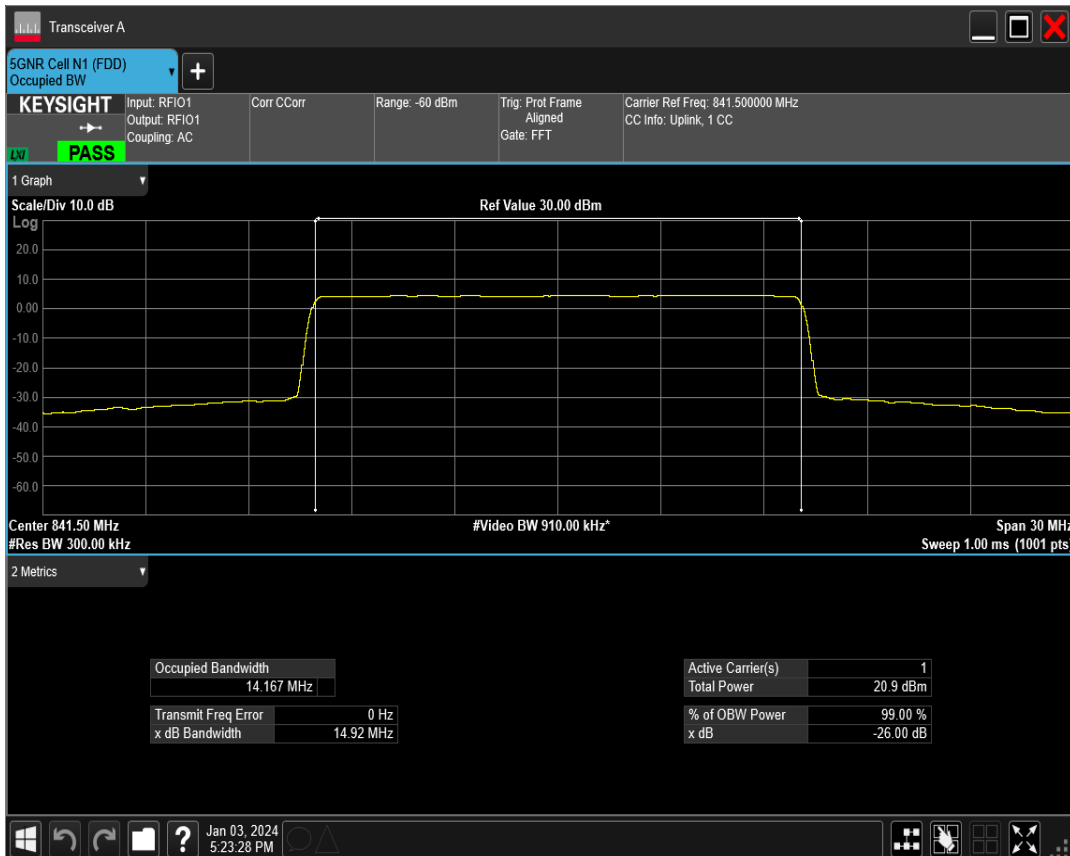 Transceiver A
5GNR Cell N1 (FDD)
Occupied BW
KEYSIGHT
LXI
PASS
Input: RFIO1
Output: RFIO1
Coupling: AC
Corr CCorr
Range: -60 dBm
Trig: Prot Frame
Aligned
Gate: FFT
Carrier Ref Freq: 841.500000 MHz
CC Info: Uplink, 1 CC
1 Graph
Scale/Div 10.0 dB
Ref Value 30.00 dBm
Log
20.0
10.0
0.00
-10.0
-20.0
-30.0
-40.0
-50.0
-60.0
Center 841.50 MHz
#Video BW 910.00 kHz*
Span 30 MHz
#Res BW 300.00 kHz
Sweep 1.00 ms (1001 pts)
2 Metrics
Occupied Bandwidth
14.167 MHz
Transmit Freq Error 0 Hz
x dB Bandwidth 14.92 MHz
Active Carrier(s) 1
Total Power 20.9 dBm
% of OBW Power 99.00 %
x dB -26.00 dB
?
Jan 03, 2024
5:23:28 PM